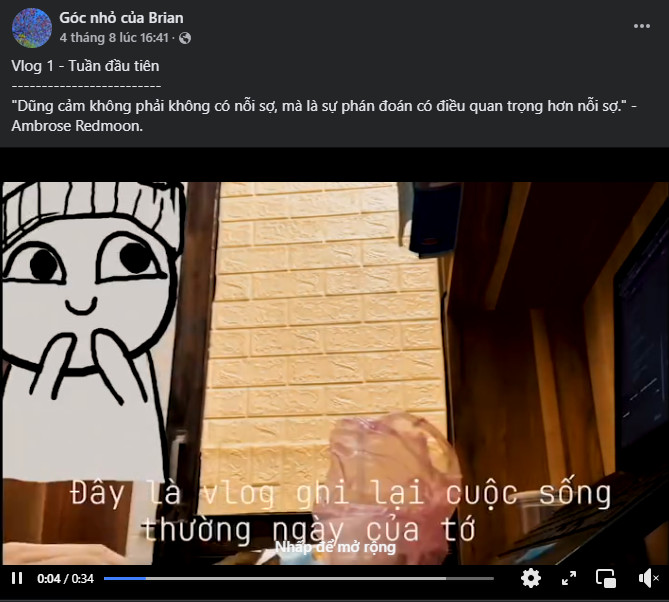 Góc nhỏ của Brian
4 tháng 8 lúc 16:41 ·
Vlog 1 - Tuần đầu tiên
-------------------------
"Dũng cảm không phải không có nỗi sợ, mà là sự phán đoán có điều quan trọng hơn nỗi sợ." -
Ambrose Redmoon.
Đây là vlog ghi lại cuộc sống
thường ngày của tớ
Nhấp để mở rộng
0:04 / 0:34